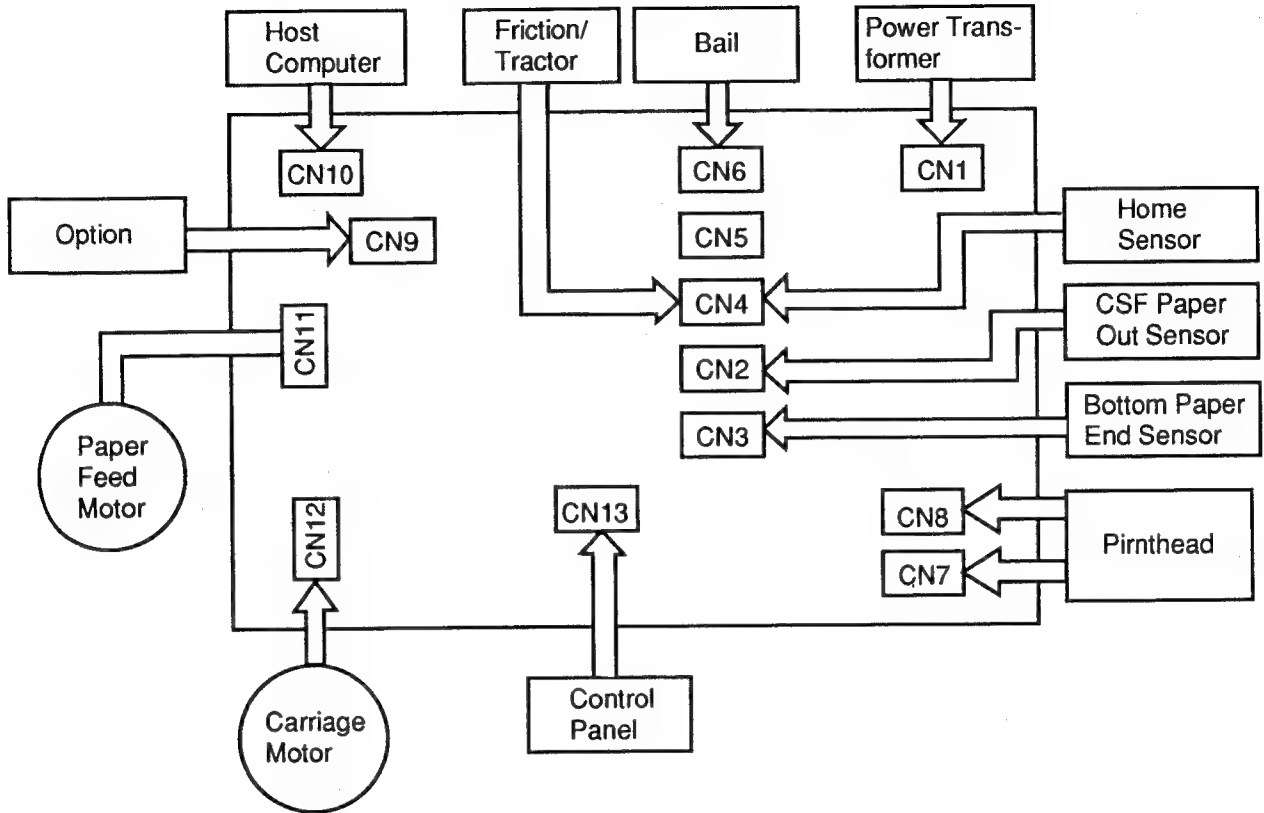 Host
Computer
Friction/
Tractor
Bail
Power Trans-
former
CN10
CN6
CN1
Option
CN9
CN5
Home
Sensor
CN4
CSF Paper
Out Sensor
CN11
CN2
Bottom Paper
End Sensor
CN3
Paper
Feed
Motor
CN12
CN13
CN8
Pirnthead
CN7
Carriage
Motor
Control
Panel